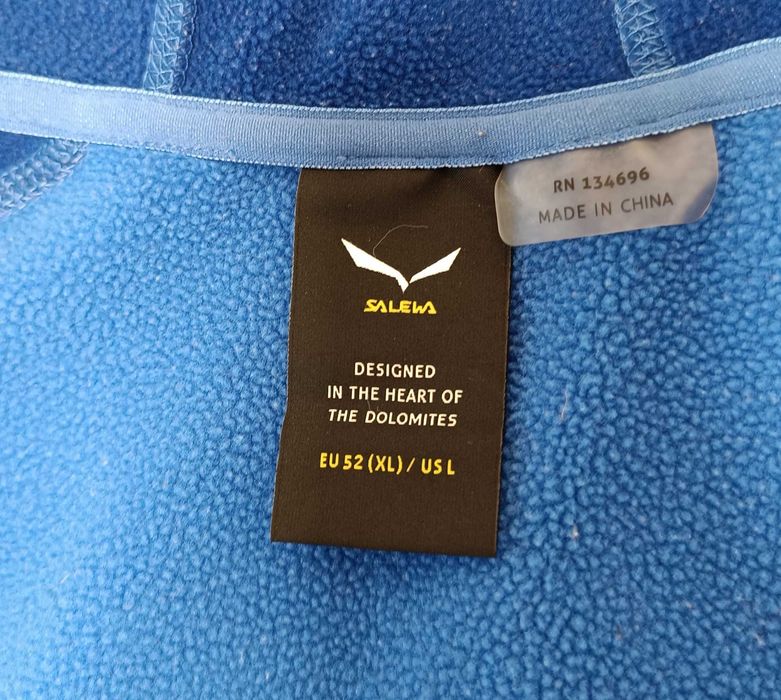 RN 134696
MADE IN CHINA
SALEWA
DESIGNED
IN THE HEART OF
THE DOLOMITES
EU 52 (XL) / US L